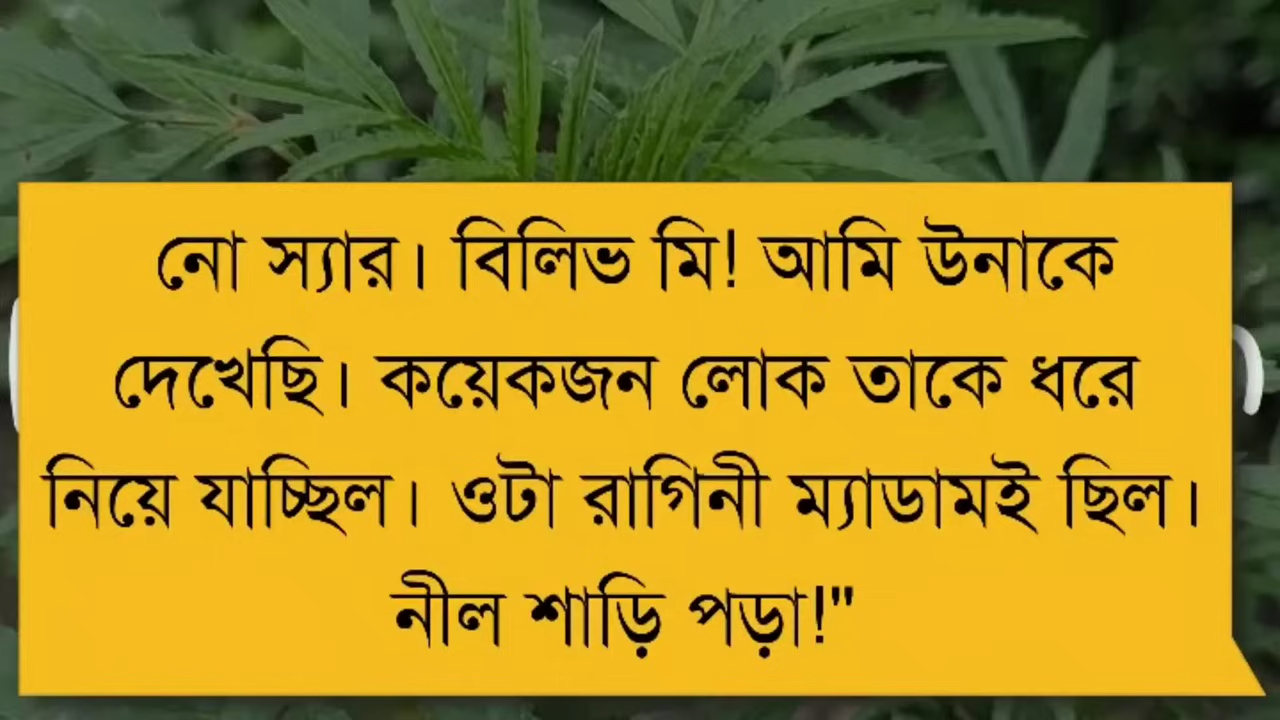 নো স্যার। বিলিভ মি! আমি উনাকে
দেখেছি। কয়েকজন লোক তাকে ধরে
নিয়ে যাচ্ছিল। ওটা রাগিনী ম্যাডামই ছিল।
নীল শাড়ি পড়া!"